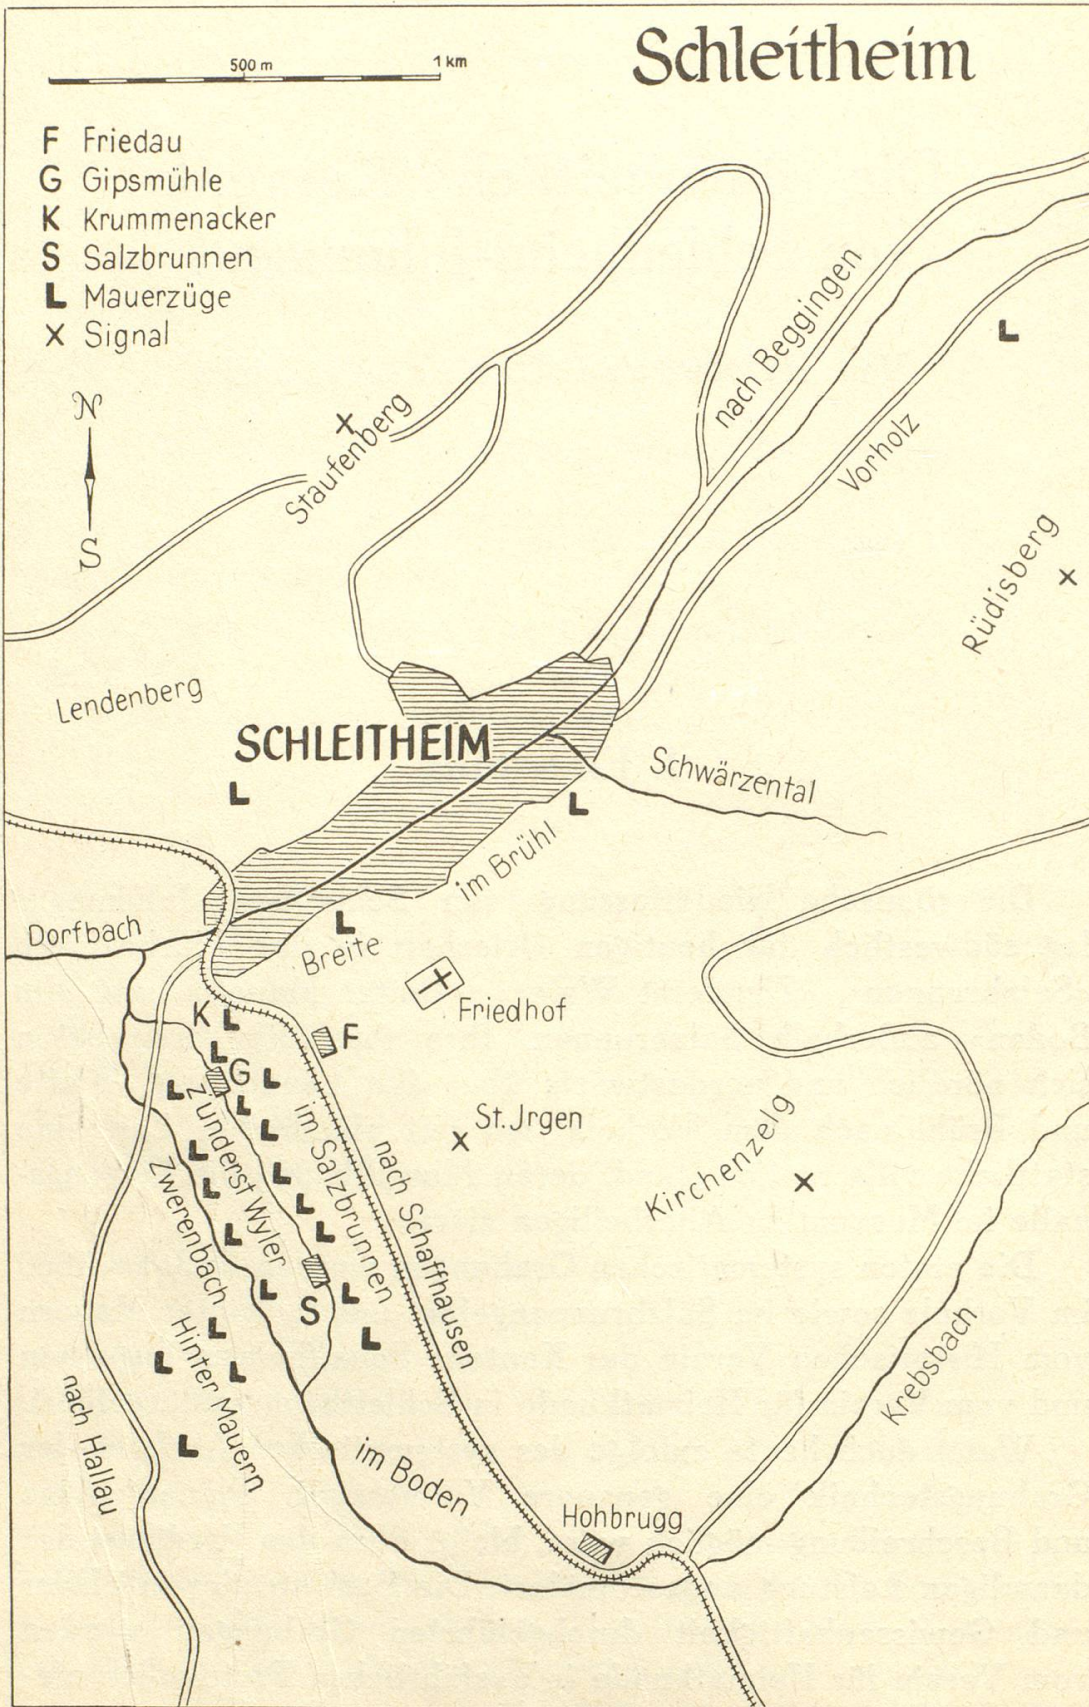 Schleitheim
500 m 1 km
F Friedau
G Gipsmühle
K Krummenacker
S Salzbrunnen
L Mauerzüge
x Signal
N
S
nach Beggingen
Staufenberg
Vorholz
Rüdisberg
Lendenberg
SCHLEITHEIM
Schwärzental
im Brühl
Dorfbach
Breite
Friedhof
K
F
G
St. Jrgen
Kirchenzelg
Z'underst Wyler
im Salzbrunnen
nach Schaffhausen
Zwerenbach
S
Hinter Mauern
nach Hallau
Krebsbach
im Boden
Hohbrugg